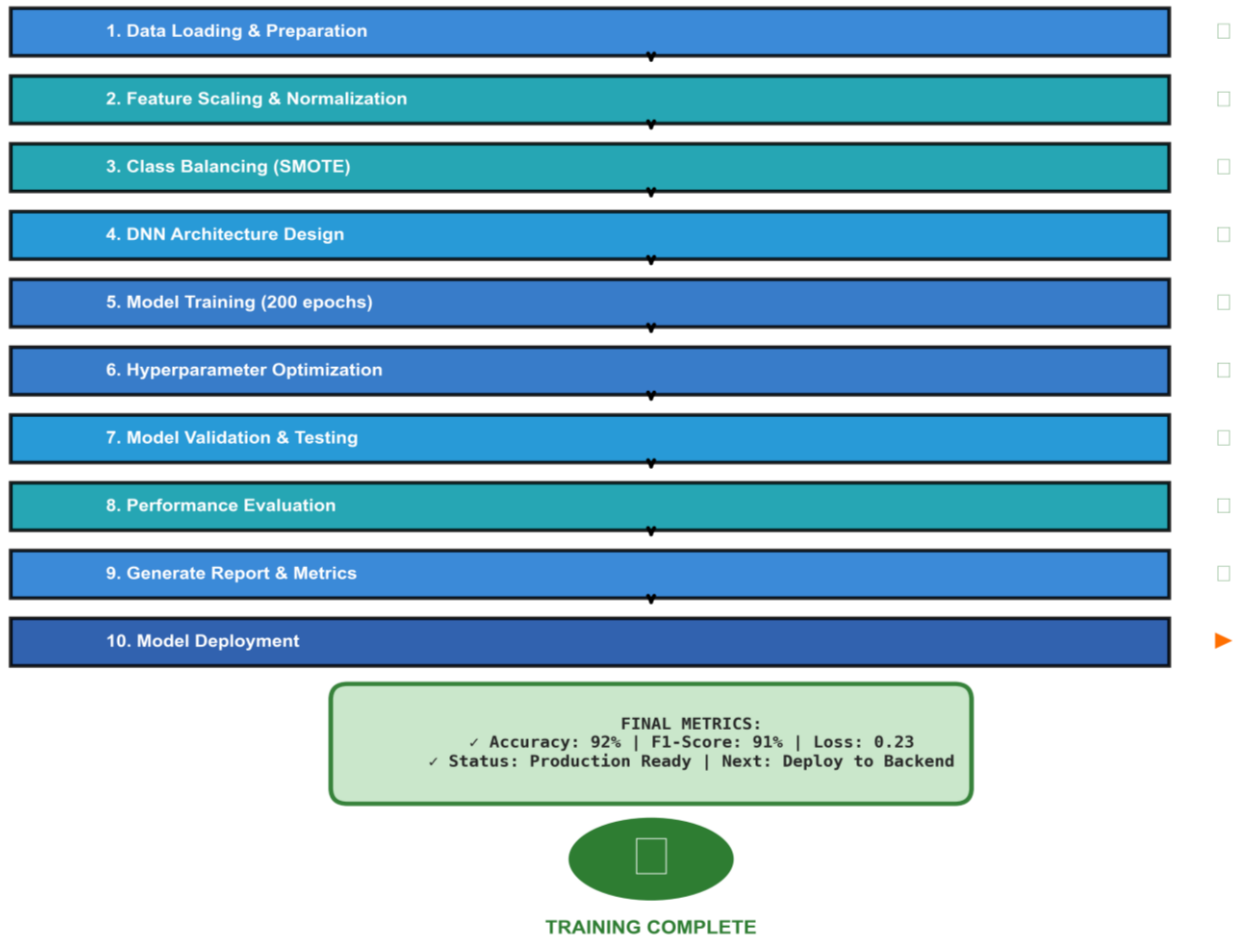 1. Data Loading & Preparation
2. Feature Scaling & Normalization
3. Class Balancing (SMOTE)
4. DNN Architecture Design
5. Model Training (200 epochs)
6. Hyperparameter Optimization
7. Model Validation & Testing
8. Performance Evaluation
9. Generate Report & Metrics
10. Model Deployment
FINAL METRICS:
✓ Accuracy: 92% | F1-Score: 91% | Loss: 0.23
✓ Status: Production Ready | Next: Deploy to Backend
TRAINING COMPLETE